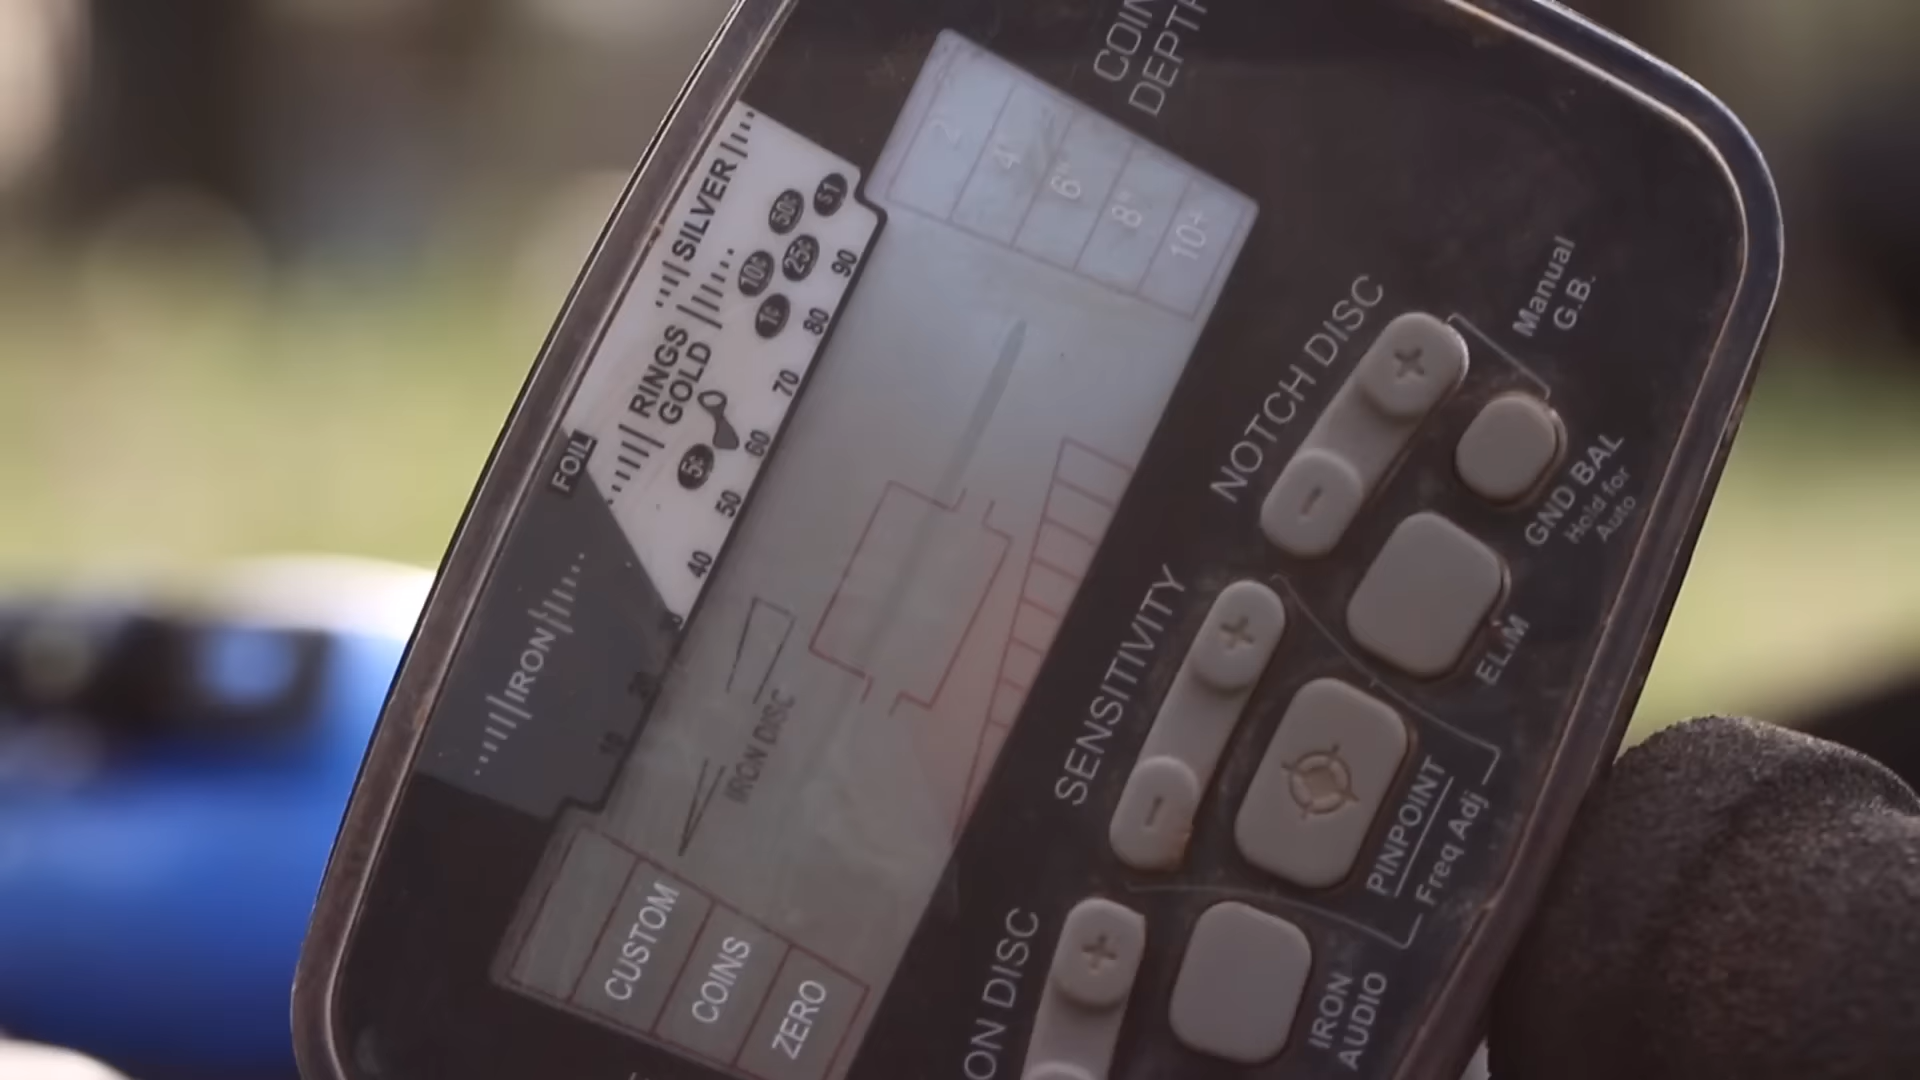 COIN
DEPTH
2"
4"
6"
8"
10+
SILVER
RINGS
GOLD
FOIL
IRON
$1
50¢
25¢
10¢
1¢
5¢
90
80
70
60
50
40
20
10
IRON DISC
CUSTOM
COINS
ZERO
NOTCH DISC
+
-
Manual
G.B.
GND BAL
Hold for
Auto
SENSITIVITY
+
-
ELIM
PINPOINT
Freq Adj
ON DISC
+
IRON
AUDIO